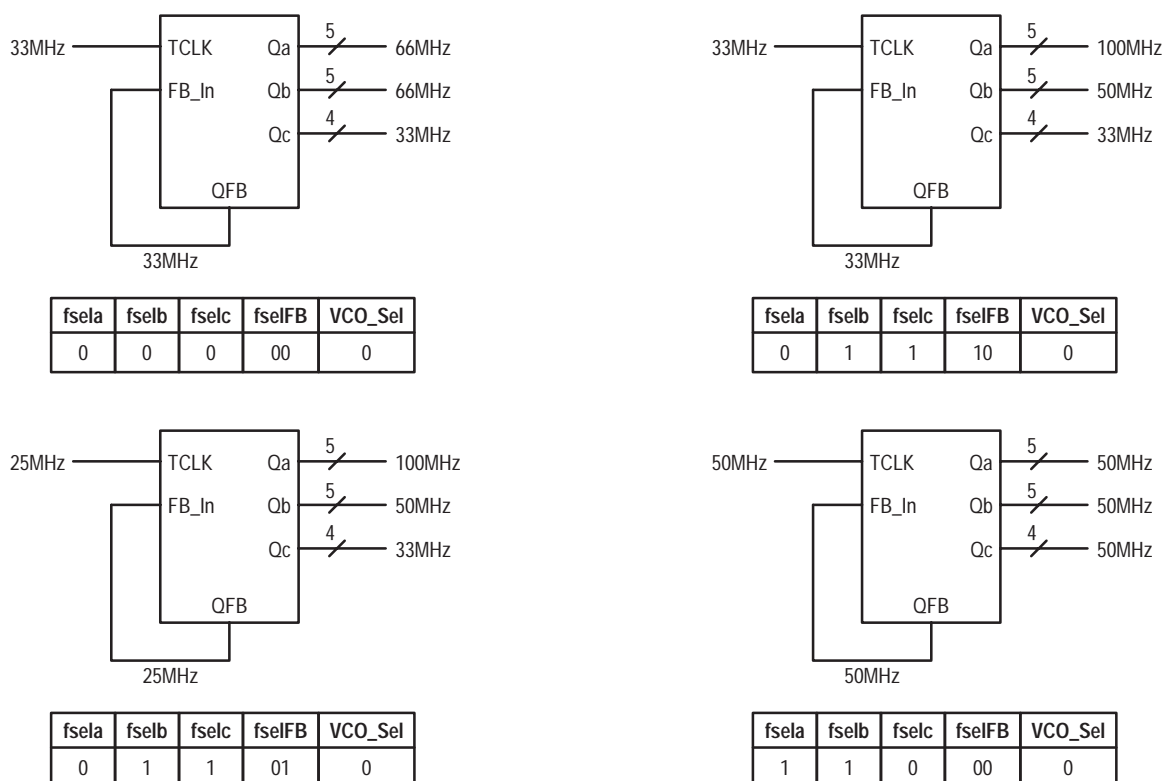 33MHz TCLK Qa 5 66MHz
FB_In Qb 5 66MHz
Qc 4 33MHz
QFB
33MHz
fsela fselb fselc fselFB VCO_Sel
0 0 0 00 0
33MHz TCLK Qa 5 100MHz
FB_In Qb 5 50MHz
Qc 4 33MHz
QFB
33MHz
fsela fselb fselc fselFB VCO_Sel
0 1 1 10 0
25MHz TCLK Qa 5 100MHz
FB_In Qb 5 50MHz
Qc 4 33MHz
QFB
25MHz
fsela fselb fselc fselFB VCO_Sel
0 1 1 01 0
50MHz TCLK Qa 5 50MHz
FB_In Qb 5 50MHz
Qc 4 50MHz
QFB
50MHz
fsela fselb fselc fselFB VCO_Sel
1 1 0 00 0